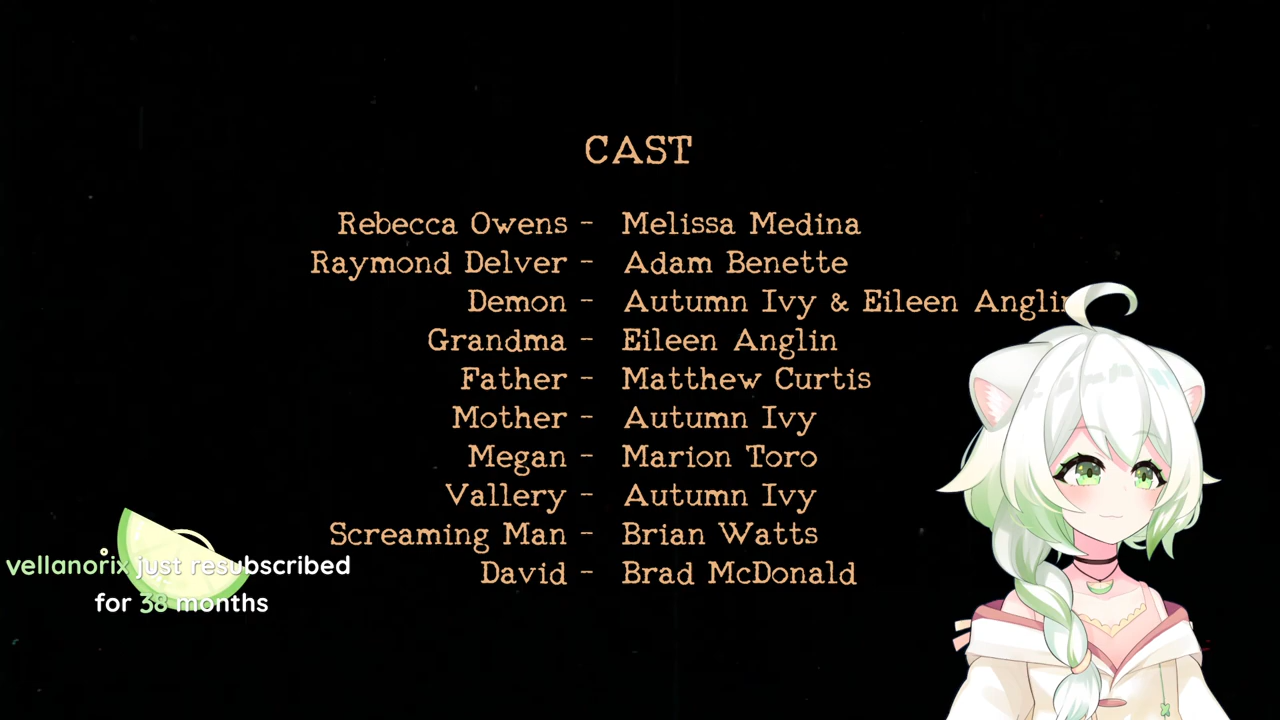 CAST
Rebecca Owens - Melissa Medina
Raymond Delver - Adam Benette
Demon - Autumn Ivy & Eileen Anglin
Grandma - Eileen Anglin
Father - Matthew Curtis
Mother - Autumn Ivy
Megan - Marion Toro
Vallery - Autumn Ivy
Screaming Man - Brian Watts
David - Brad McDonald
vellanorix just resubscribed
for 38 months